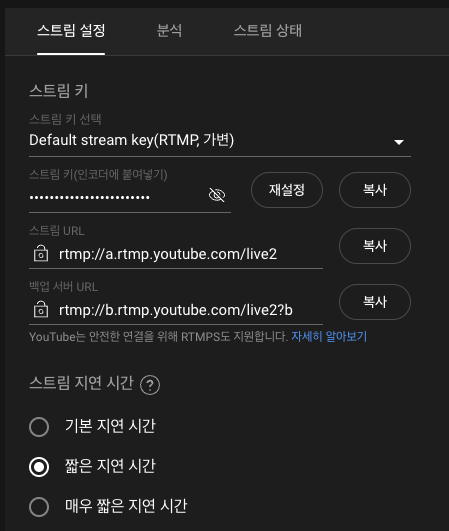 스트림 설정 분석 스트림 상태
스트림 키
스트림 키 선택
Default stream key(RTMP, 가변)
스트림 키(인코더에 붙여넣기)
•••••••••••••••••••••••• 재설정 복사
스트림 URL
rtmp://a.rtmp.youtube.com/live2 복사
백업 서버 URL
rtmp://b.rtmp.youtube.com/live2?b 복사
YouTube는 안전한 연결을 위해 RTMPS도 지원합니다. 자세히 알아보기
스트림 지연 시간 ?
기본 지연 시간
짧은 지연 시간
매우 짧은 지연 시간